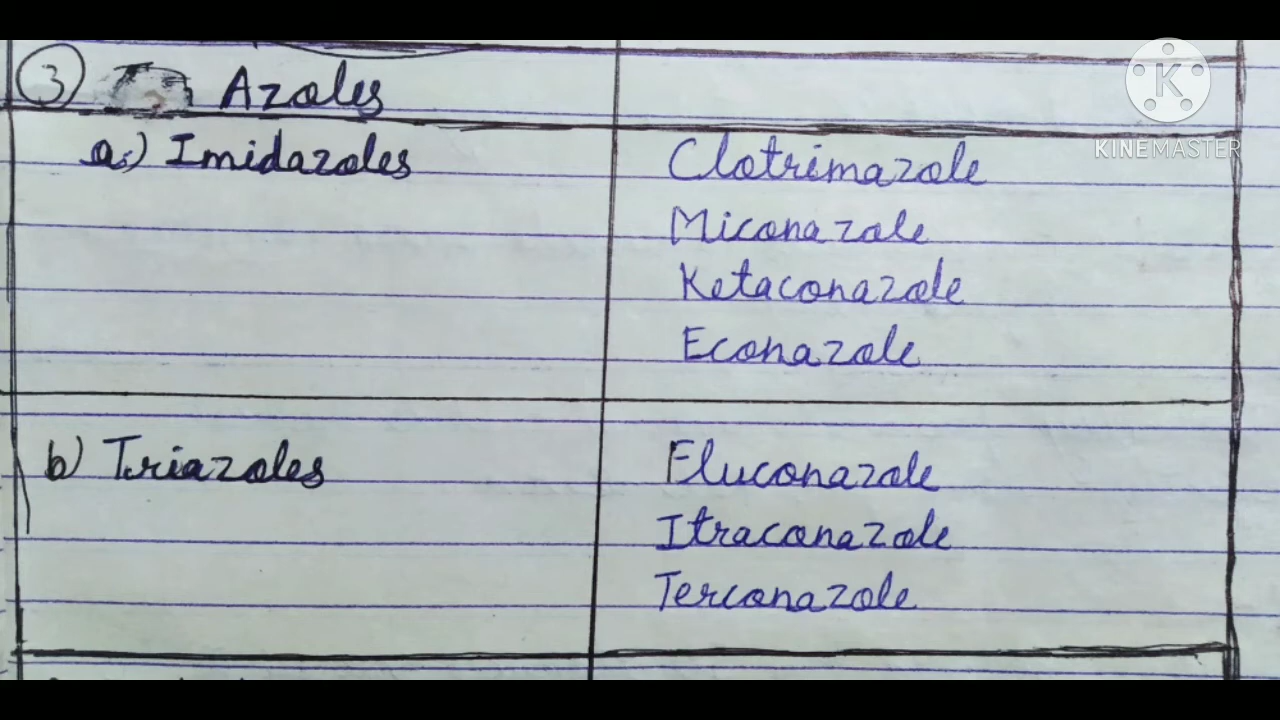 3 Azoles
K
KINEMASTER
a.) Imidazoles Clotrimazole
Miconazole
Ketaconazole
Econazole
b) Triazoles Fluconazole
Itraconazole
Terconazole